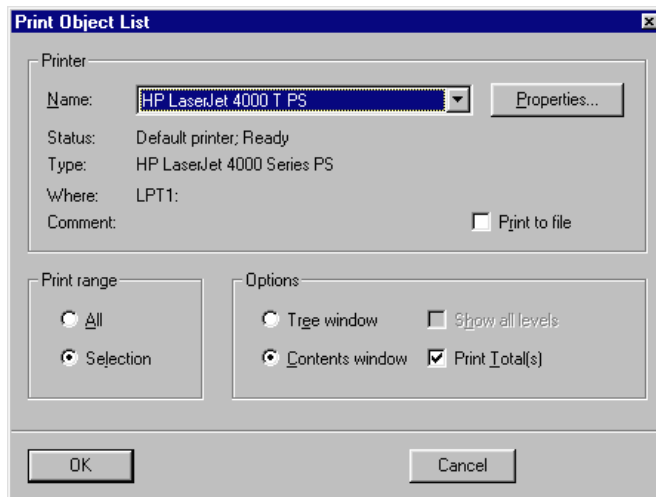 Print Object List
Printer
Name: HP LaserJet 4000 T PS Properties...
Status: Default printer; Ready
Type: HP LaserJet 4000 Series PS
Where: LPT1:
Comment: Print to file
Print range Options
All Tree window Show all levels
Selection Contents window Print Total(s)
OK Cancel